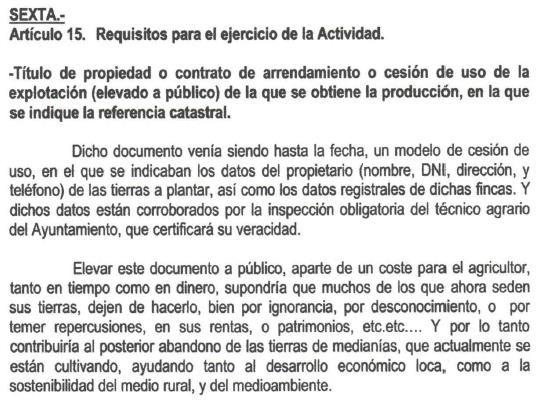 SEXTA.-
Artículo 15. Requisitos para el ejercicio de la Actividad.
-Título de propiedad o contrato de arrendamiento o cesión de uso de la
explotación (elevado a público) de la que se obtiene la producción, en la que
se indique la referencia catastral.
Dicho documento venía siendo hasta la fecha, un modelo de cesión de
uso, en el que se indicaban los datos del propietario (nombre, DNI, dirección, y
teléfono) de las tierras a plantar, así como los datos registrales de dichas fincas. Y
dichos datos están corroborados por la inspección obligatoria del técnico agrario
del Ayuntamiento, que certificará su veracidad.
Elevar este documento a público, aparte de un coste para el agricultor,
tanto en tiempo como en dinero, supondría que muchos de los que ahora seden
sus tierras, dejen de hacerlo, bien por ignorancia, por desconocimiento, o por
temer repercusiones, en sus rentas, o patrimonios, etc.etc.... Y por lo tanto
contribuiría al posterior abandono de las tierras de medianías, que actualmente se
están cultivando, ayudando tanto al desarrollo económico loca, como a la
sostenibilidad del medio rural, y del medioambiente.